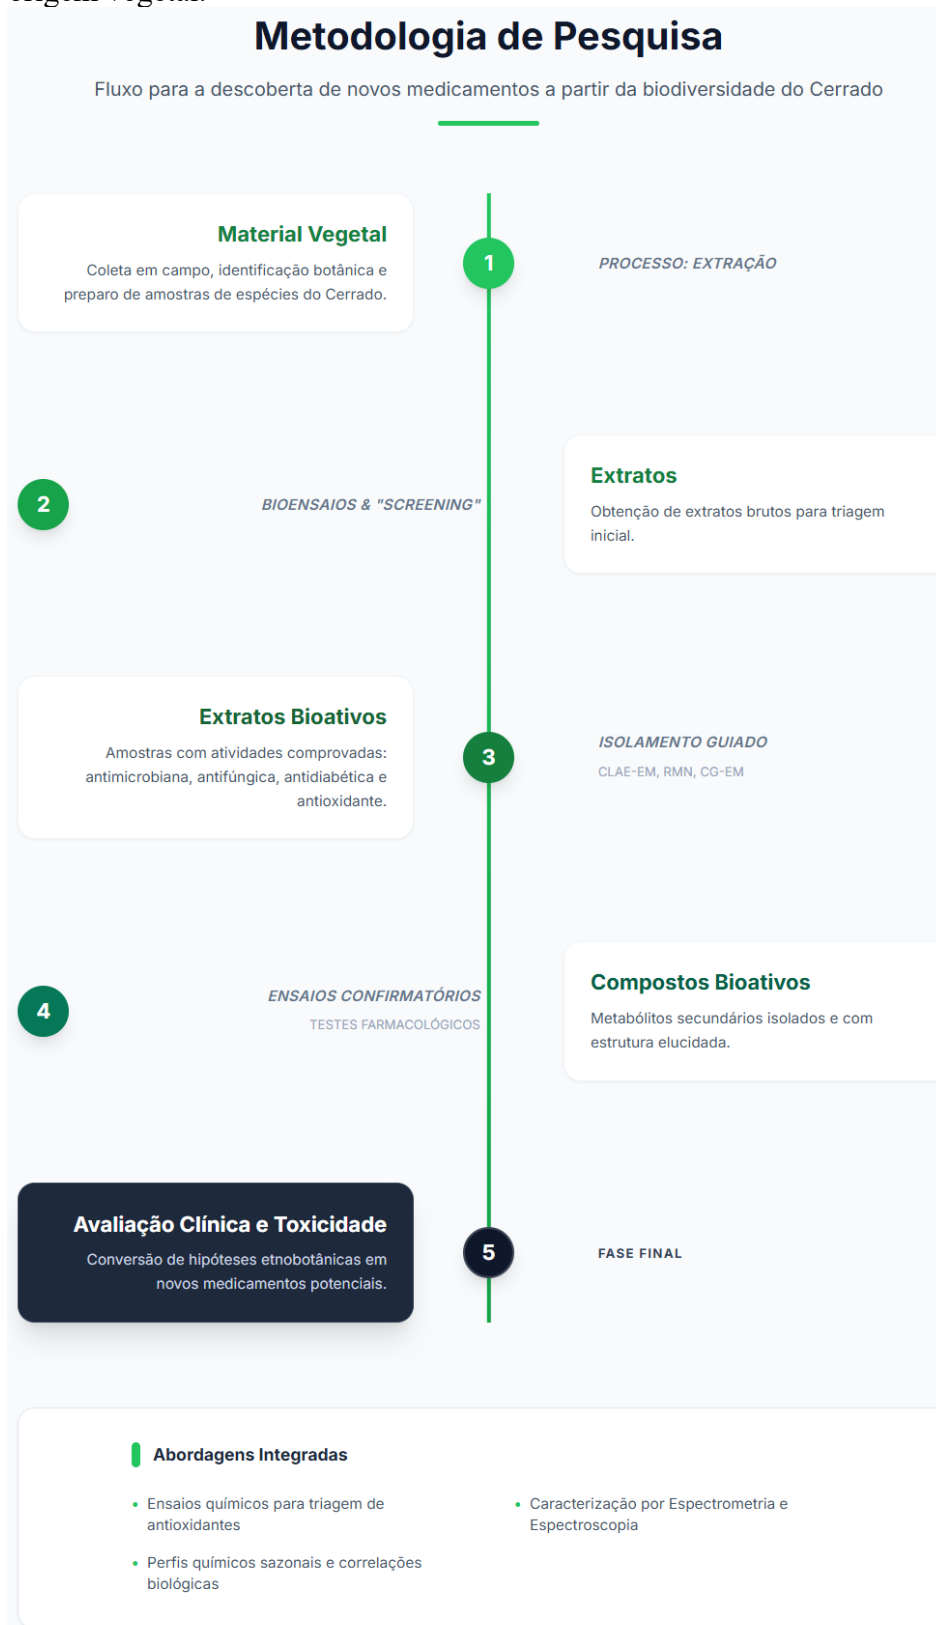 origem vegetal.
Metodologia de Pesquisa
Fluxo para a descoberta de novos medicamentos a partir da biodiversidade do Cerrado
Material Vegetal
Coleta em campo, identificação botânica e
preparo de amostras de espécies do Cerrado.
1
PROCESSO: EXTRAÇÃO
2
BIOENSAIOS & "SCREENING"
Extratos
Obtenção de extratos brutos para triagem
inicial.
Extratos Bioativos
Amostras com atividades comprovadas:
antimicrobiana, antifúngica, antidiabética e
antioxidante.
3
ISOLAMENTO GUIADO
CLAE-EM, RMN, CG-EM
4
ENSAIOS CONFIRMATÓRIOS
TESTES FARMACOLÓGICOS
Compostos Bioativos
Metabólitos secundários isolados e com
estrutura elucidada.
Avaliação Clínica e Toxicidade
Conversão de hipóteses etnobotânicas em
novos medicamentos potenciais.
5
FASE FINAL
Abordagens Integradas
• Ensaios químicos para triagem de
antioxidantes
• Perfis químicos sazonais e correlações
biológicas
• Caracterização por Espectrometria e
Espectroscopia